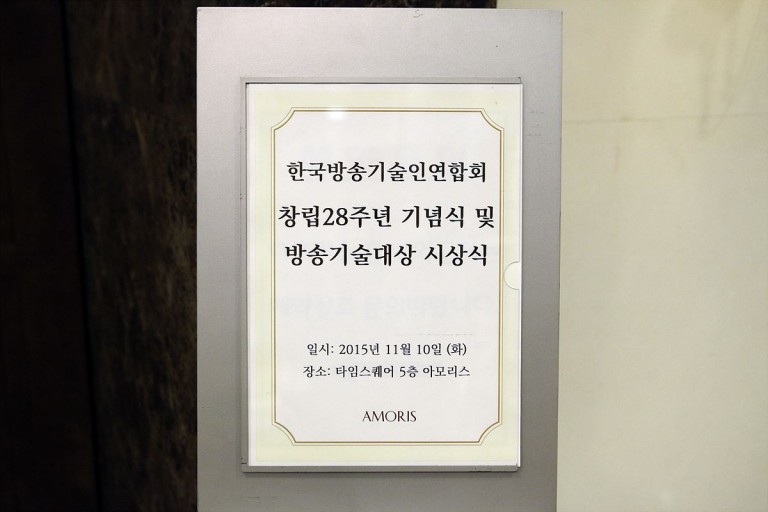 한국방송기술인연합회
창립28주년 기념식 및
방송기술대상 시상식
일시: 2015년 11월 10일 (화)
장소: 타임스퀘어 5층 아모리스
AMORIS